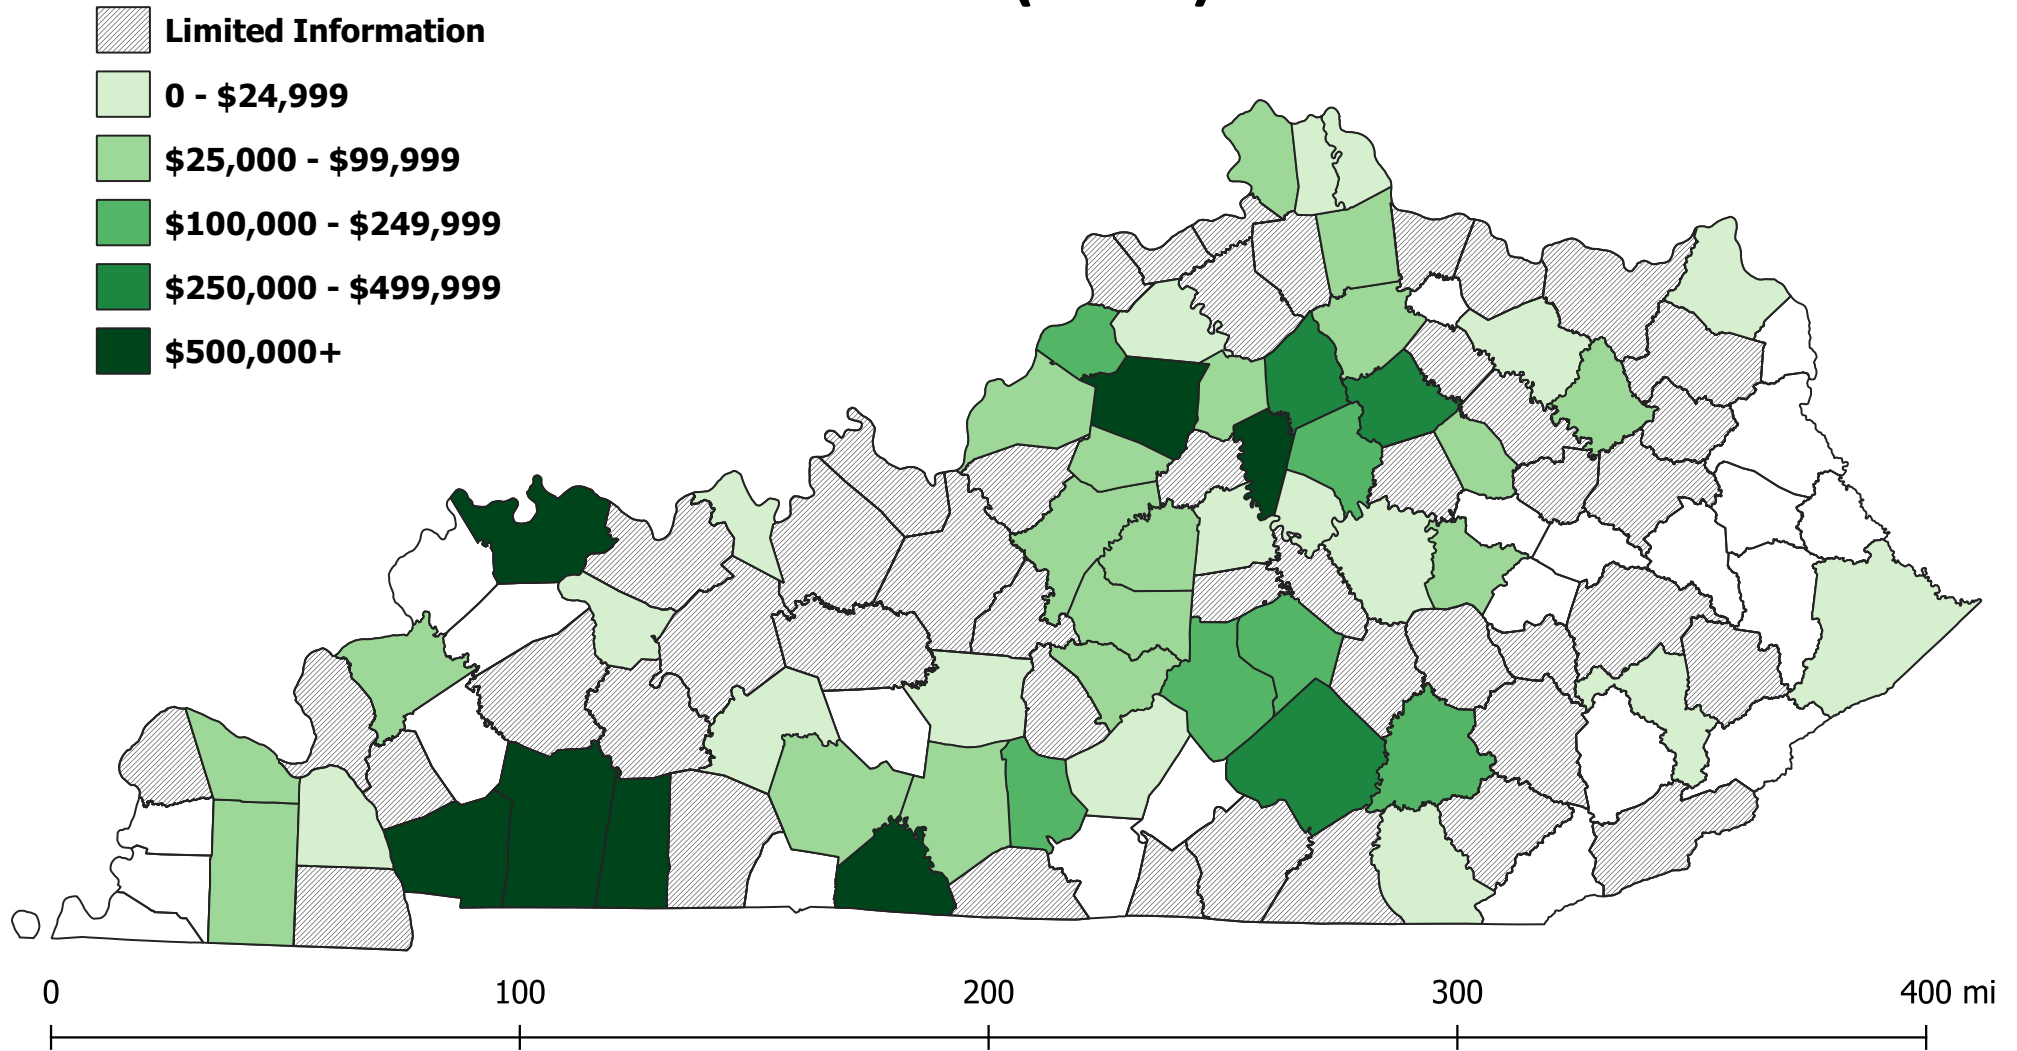 Limited Information
0 - $24,999
$25,000 - $99,999
$100,000 - $249,999
$250,000 - $499,999
$500,000+
0 100 200 300 400 mi